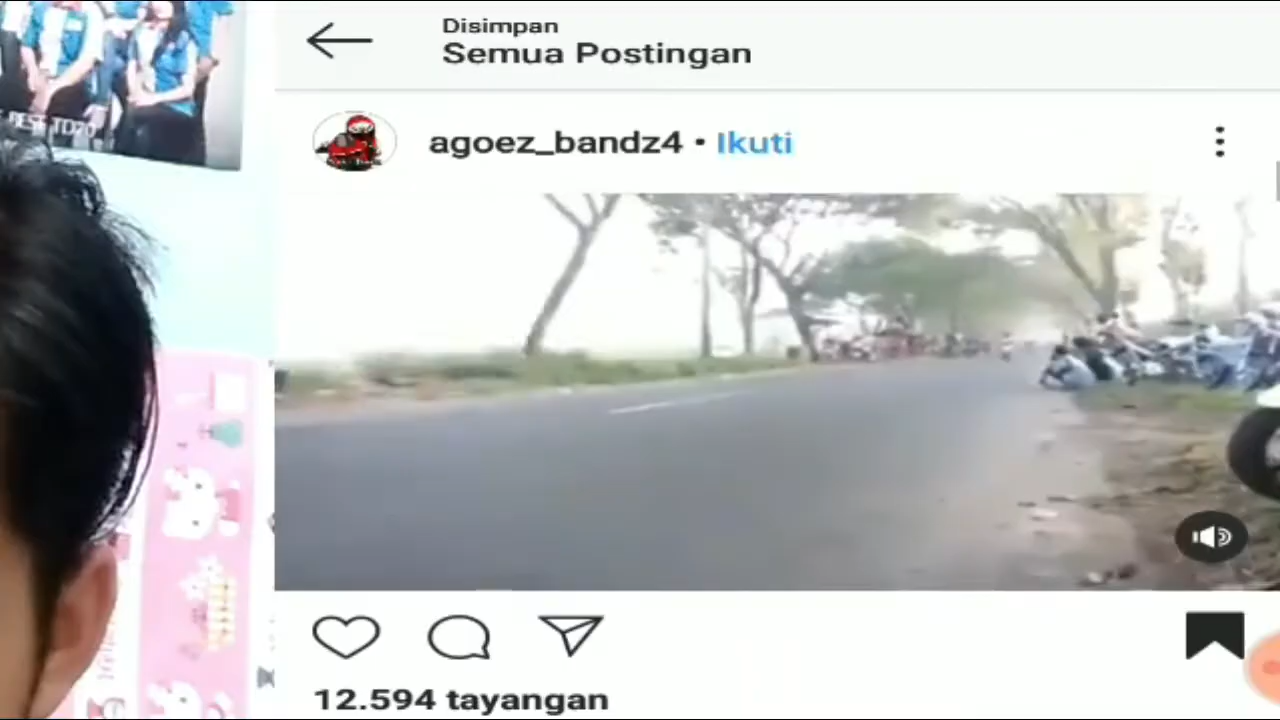 Disimpan
Semua Postingan
agoez_bandz4 • Ikuti
12.594 tayangan